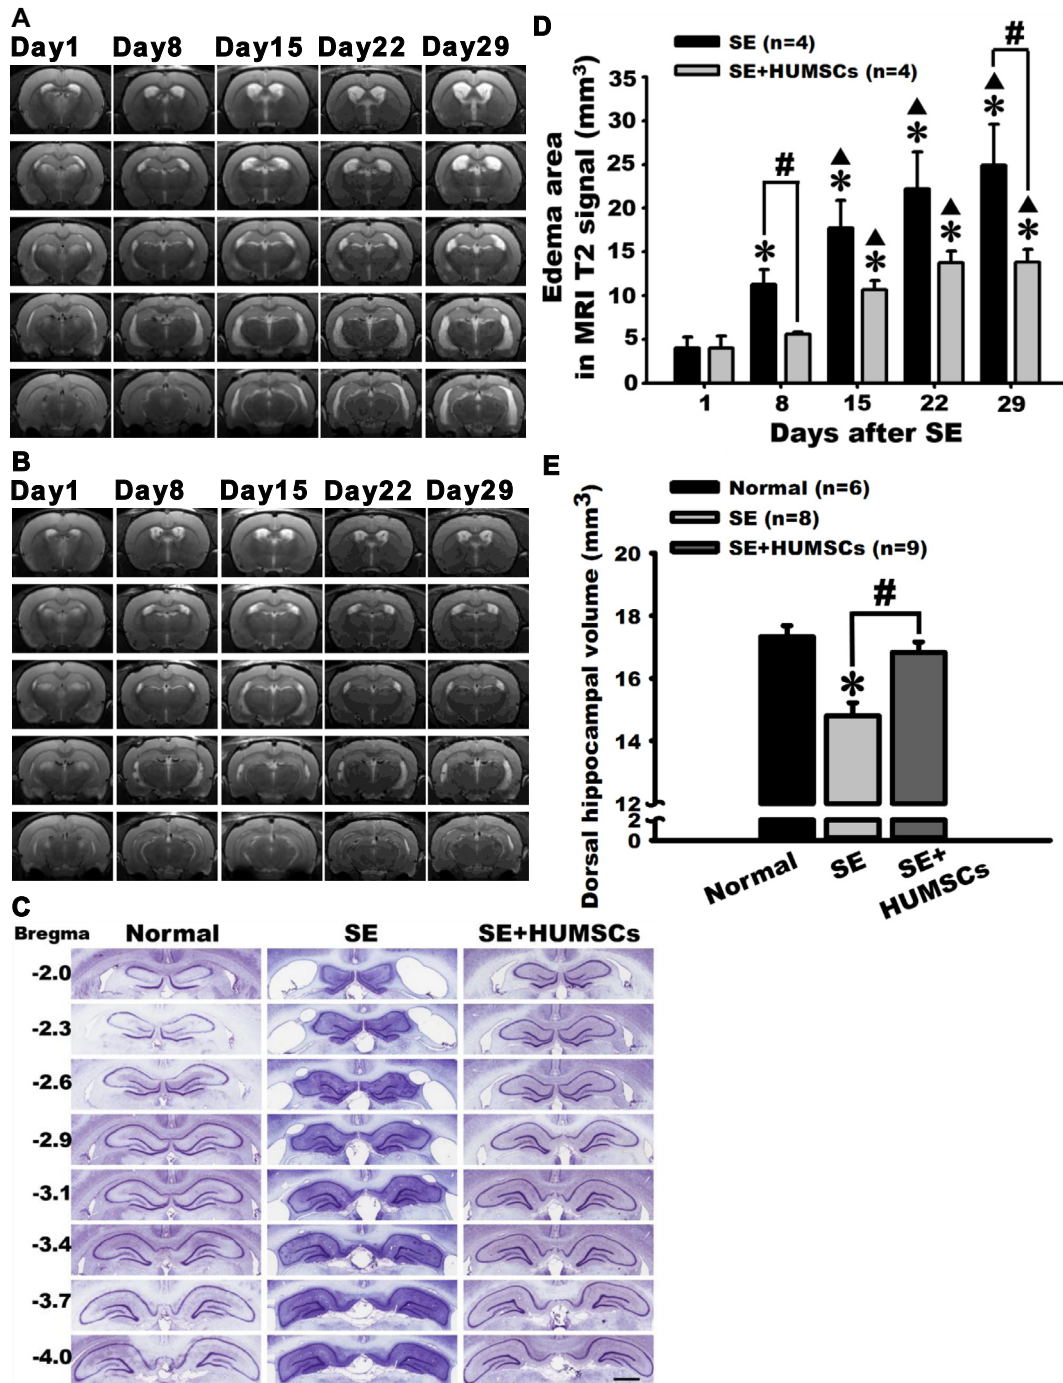 A
Day1 Day8 Day15 Day22 Day29
B
Day1 Day8 Day15 Day22 Day29
C
Bregma Normal SE SE+HUMSCs
-2.0
-2.3
-2.6
-2.9
-3.1
-3.4
-3.7
-4.0
D
SE (n=4)
SE+HUMSCs (n=4)
Edema area
in MRI T2 signal (mm3)
35
30
25
20
15
10
5
0
*
#
*
▲
*
▲
*
▲
*
▲
*
▲
*
▲
*
#
1 8 15 22 29
Days after SE
E
Normal (n=6)
SE (n=8)
SE+HUMSCs (n=9)
Dorsal hippocampal volume (mm3)
20
18
16
14
12
2
0
*
#
Normal
SE
SE+
HUMSCs